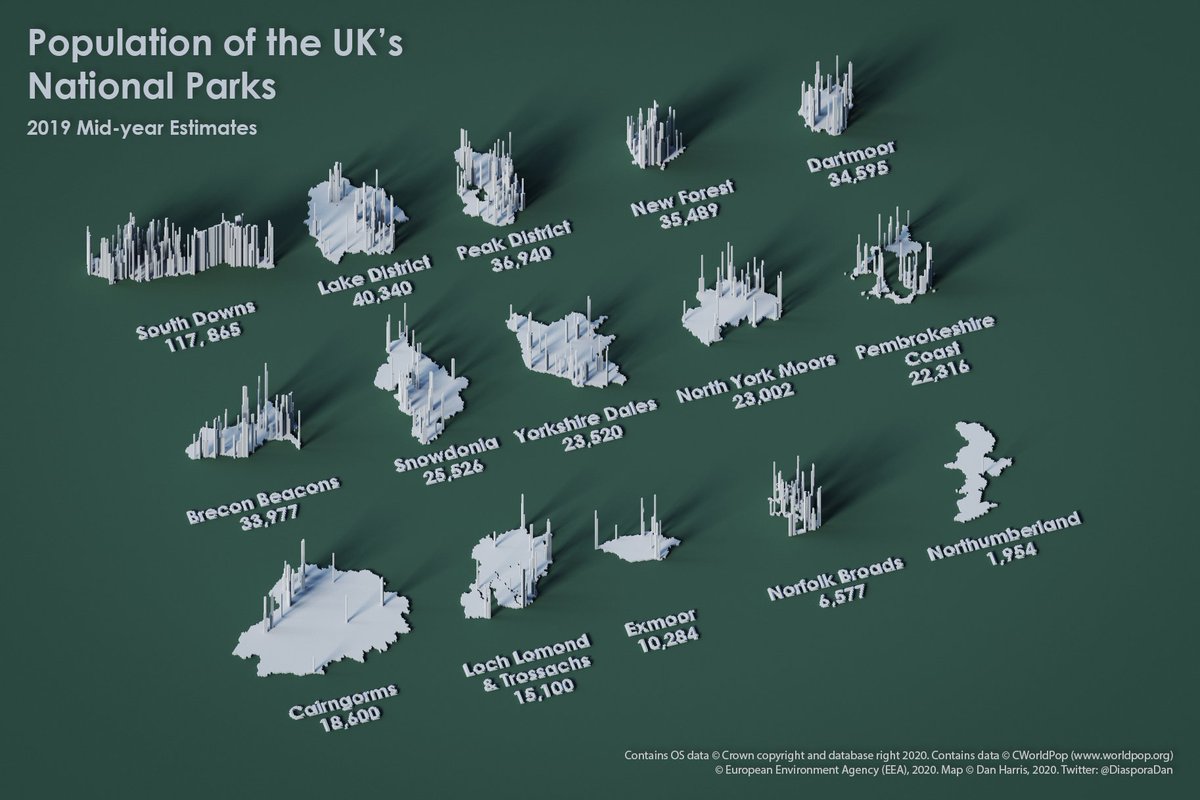 Population of the UK's
National Parks
2019 Mid-year Estimates
South Downs
117, 865
Lake District
40,340
Peak District
36,940
New Forest
35,489
Dartmoor
34,595
Brecon Beacons
33,977
Snowdonia
25,526
Yorkshire Dales
23,520
North York Moors
23,002
Pembrokeshire
Coast
22,316
Cairngorms
18,600
Loch Lomond
& Trossachs
15,100
Exmoor
10,284
Norfolk Broads
6,577
Northumberland
1,954
Contains OS data © Crown copyright and database right 2020. Contains data © CWorldPop (www.worldpop.org)
© European Environment Agency (EEA), 2020. Map © Dan Harris, 2020. Twitter: @DiasporaDan